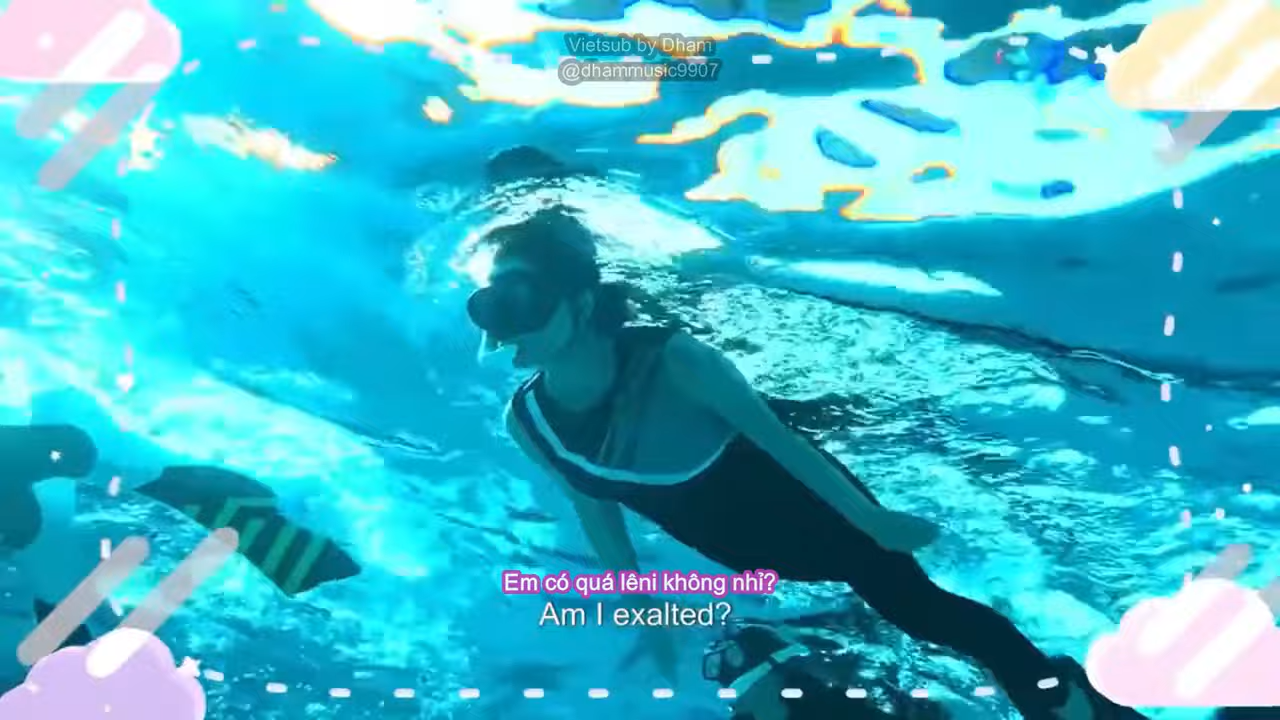 Vietsub by Dham
@dhammusic9907
Em có quá lêni không nhỉ?
Am I exalted?